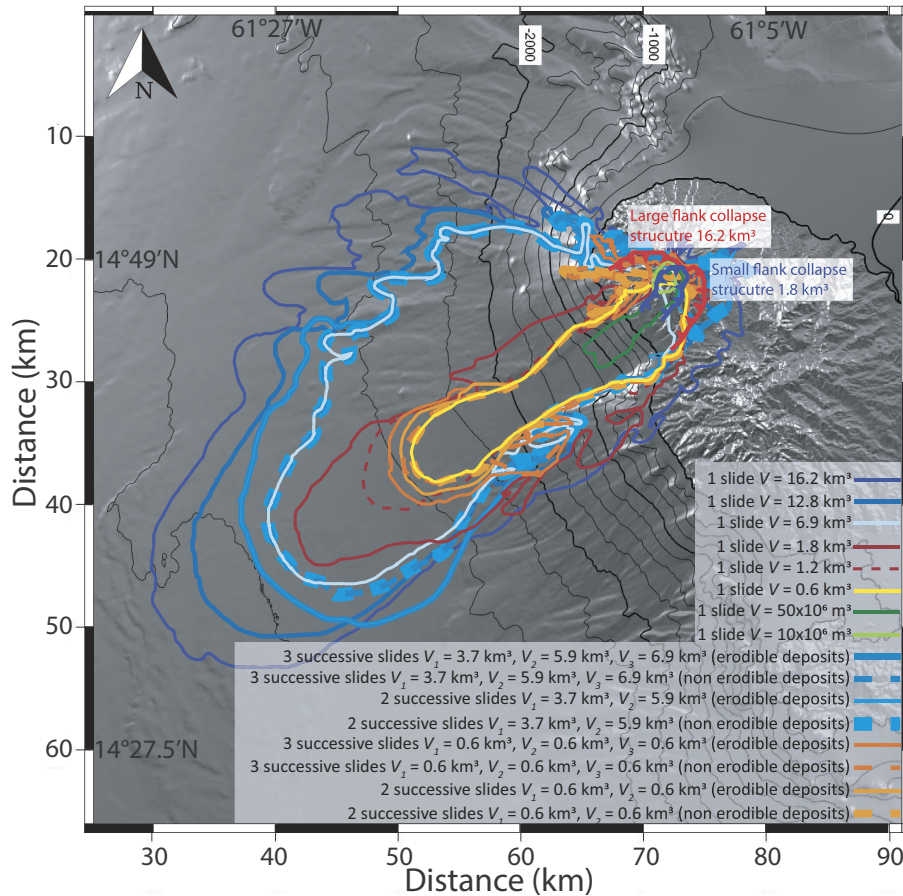 61°27'W
61°5'W
-2000
-1000
N
10
Large flank collapse
strucutre 16.2 km³
0
20
14°49'N
Small flank collapse
strucutre 1.8 km³
30
Distance (km)
40
1 slide V = 16.2 km³
1 slide V = 12.8 km³
1 slide V = 6.9 km³
1 slide V = 1.8 km³
1 slide V = 1.2 km³
1 slide V = 0.6 km³
1 slide V = 50x10⁶ m³
1 slide V = 10x10⁶ m³
50
3 successive slides V₁ = 3.7 km³, V₂ = 5.9 km³, V₃ = 6.9 km³ (erodible deposits)
3 successive slides V₁ = 3.7 km³, V₂ = 5.9 km³, V₃ = 6.9 km³ (non erodible deposits)
2 successive slides V₁ = 3.7 km³, V₂ = 5.9 km³ (erodible deposits)
2 successive slides V₁ = 3.7 km³, V₂ = 5.9 km³ (non erodible deposits)
60
14°27.5'N
3 successive slides V₁ = 0.6 km³, V₂ = 0.6 km³, V₃ = 0.6 km³ (erodible deposits)
3 successive slides V₁ = 0.6 km³, V₂ = 0.6 km³, V₃ = 0.6 km³ (non erodible deposits)
2 successive slides V₁ = 0.6 km³, V₂ = 0.6 km³ (erodible deposits)
2 successive slides V₁ = 0.6 km³, V₂ = 0.6 km³ (non erodible deposits)
30 40 50 60 70 80 90
Distance (km)